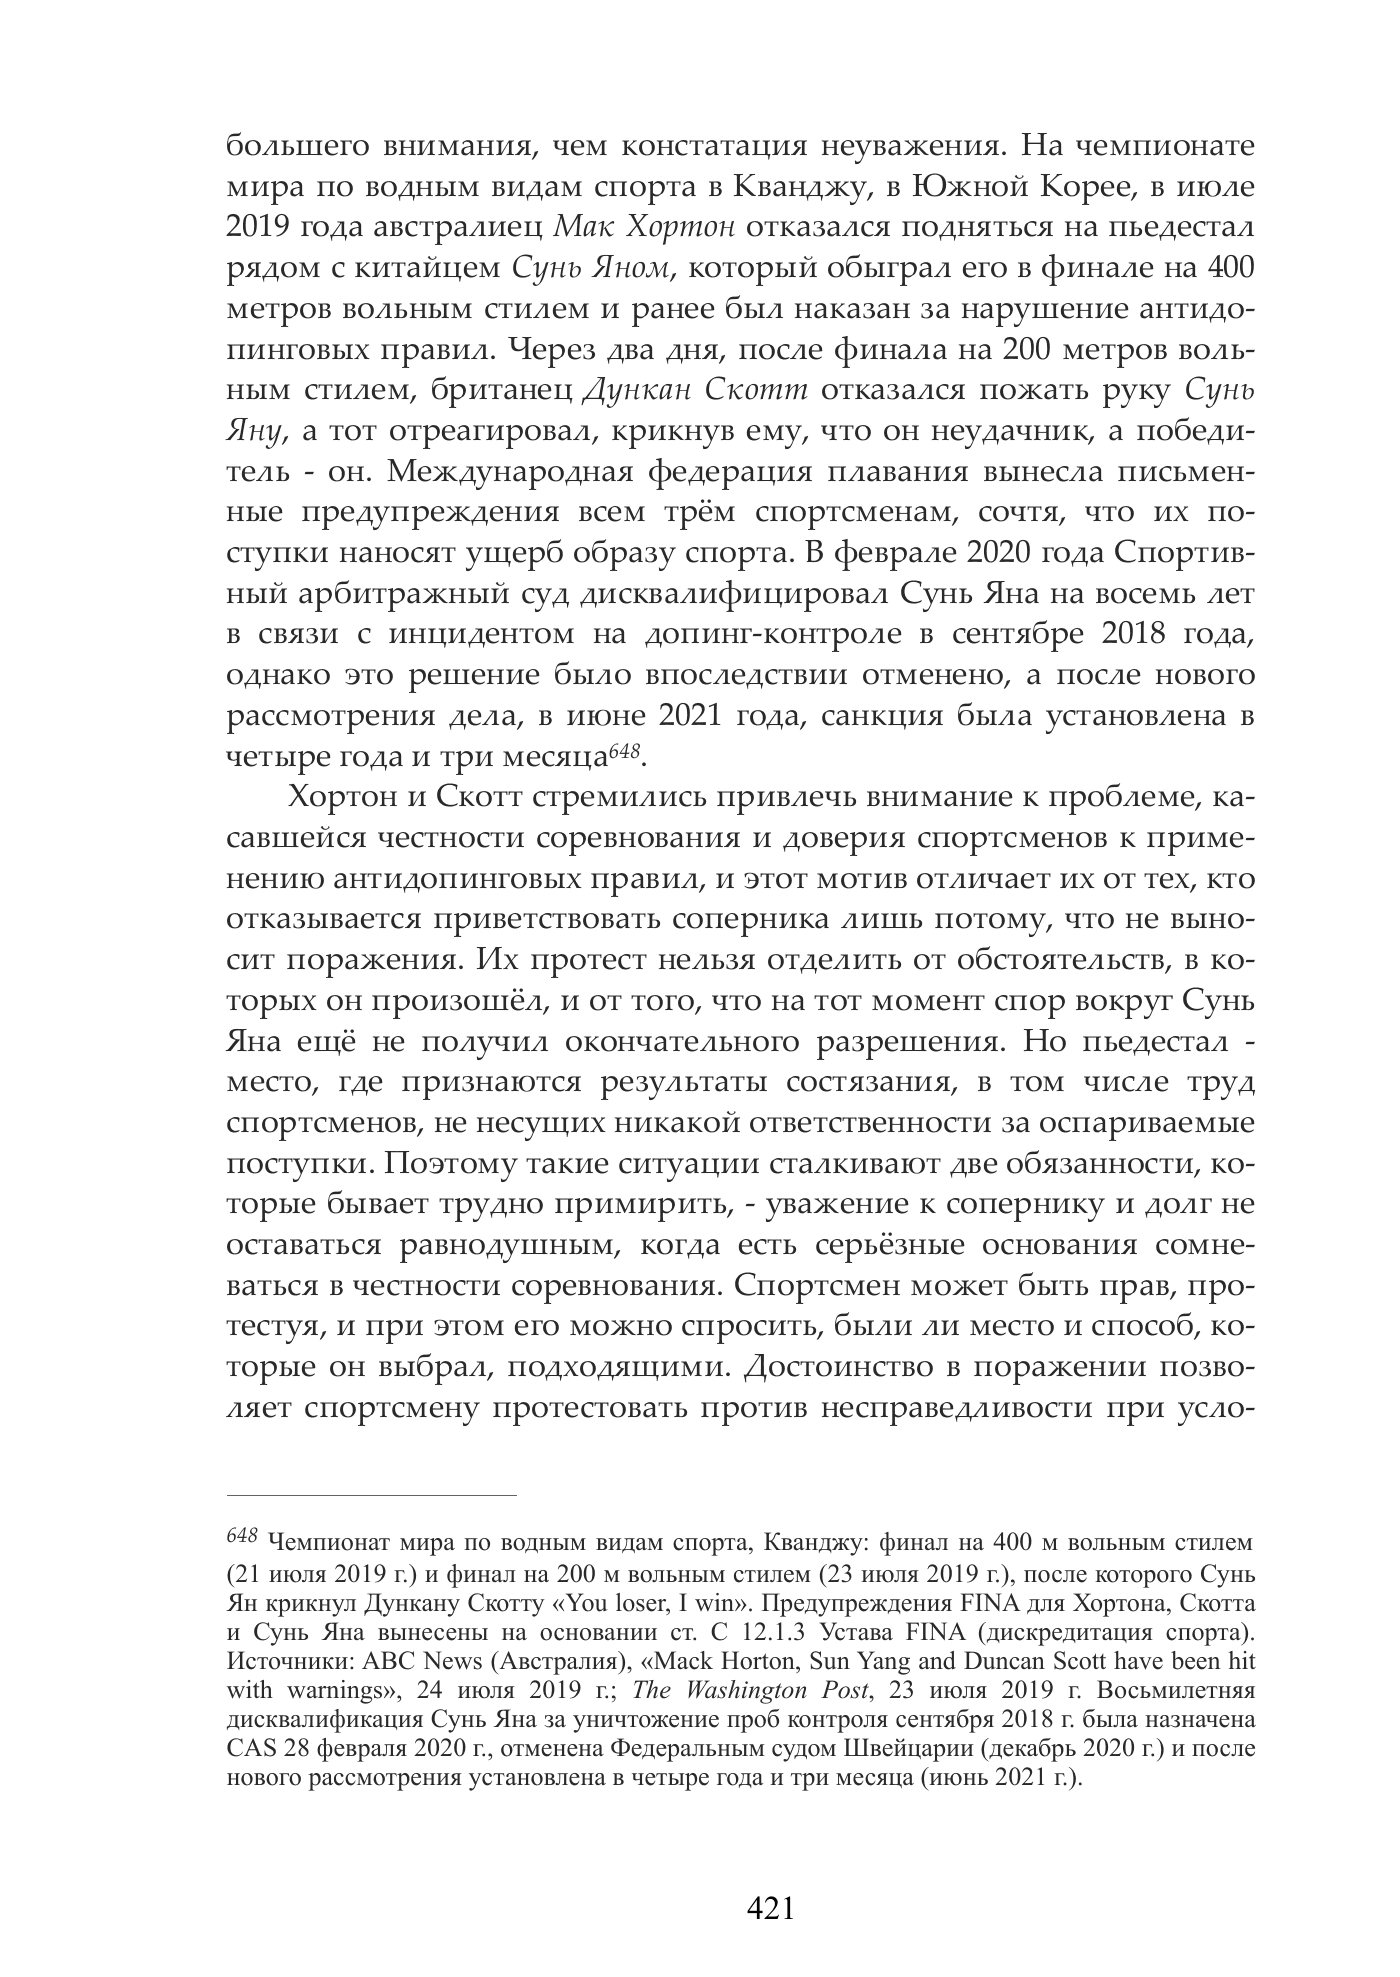 большего внимания, чем констатация неуважения. На чемпионате
мира по водным видам спорта в Кванджу, в Южной Корее, в июле
2019 года австралиец Мак Хортон отказался подняться на пьедестал
рядом с китайцем Сунь Яном, который обыграл его в финале на 400
метров вольным стилем и ранее был наказан за нарушение антидо-
пинговых правил. Через два дня, после финала на 200 метров воль-
ным стилем, британец Дункан Скотт отказался пожать руку Сунь
Яну, а тот отреагировал, крикнув ему, что он неудачник, а победи-
тель - он. Международная федерация плавания вынесла письмен-
ные предупреждения всем трём спортсменам, сочтя, что их по-
ступки наносят ущерб образу спорта. В феврале 2020 года Спортив-
ный арбитражный суд дисквалифицировал Сунь Яна на восемь лет
в связи с инцидентом на допинг-контроле в сентябре 2018 года,
однако это решение было впоследствии отменено, а после нового
рассмотрения дела, в июне 2021 года, санкция была установлена в
четыре года и три месяца648.
Хортон и Скотт стремились привлечь внимание к проблеме, ка-
савшейся честности соревнования и доверия спортсменов к приме-
нению антидопинговых правил, и этот мотив отличает их от тех, кто
отказывается приветствовать соперника лишь потому, что не выно-
сит поражения. Их протест нельзя отделить от обстоятельств, в ко-
торых он произошёл, и от того, что на тот момент спор вокруг Сунь
Яна ещё не получил окончательного разрешения. Но пьедестал -
место, где признаются результаты состязания, в том числе труд
спортсменов, не несущих никакой ответственности за оспариваемые
поступки. Поэтому такие ситуации сталкивают две обязанности, ко-
торые бывает трудно примирить, - уважение к сопернику и долг не
оставаться равнодушным, когда есть серьёзные основания сомне-
ваться в честности соревнования. Спортсмен может быть прав, про-
тестуя, и при этом его можно спросить, были ли место и способ, ко-
торые он выбрал, подходящими. Достоинство в поражении позво-
ляет спортсмену протестовать против несправедливости при усло-
648 Чемпионат мира по водным видам спорта, Кванджу: финал на 400 м вольным стилем
(21 июля 2019 г.) и финал на 200 м вольным стилем (23 июля 2019 г.), после которого Сунь
Ян крикнул Дункану Скотту «You loser, I win». Предупреждения FINA для Хортона, Скотта
и Сунь Яна вынесены на основании ст. C 12.1.3 Устава FINA (дискредитация спорта).
Источники: ABC News (Австралия), «Mack Horton, Sun Yang and Duncan Scott have been hit
with warnings», 24 июля 2019 г.; The Washington Post, 23 июля 2019 г. Восьмилетняя
дисквалификация Сунь Яна за уничтожение проб контроля сентября 2018 г. была назначена
CAS 28 февраля 2020 г., отменена Федеральным судом Швейцарии (декабрь 2020 г.) и после
нового рассмотрения установлена в четыре года и три месяца (июнь 2021 г.).
421